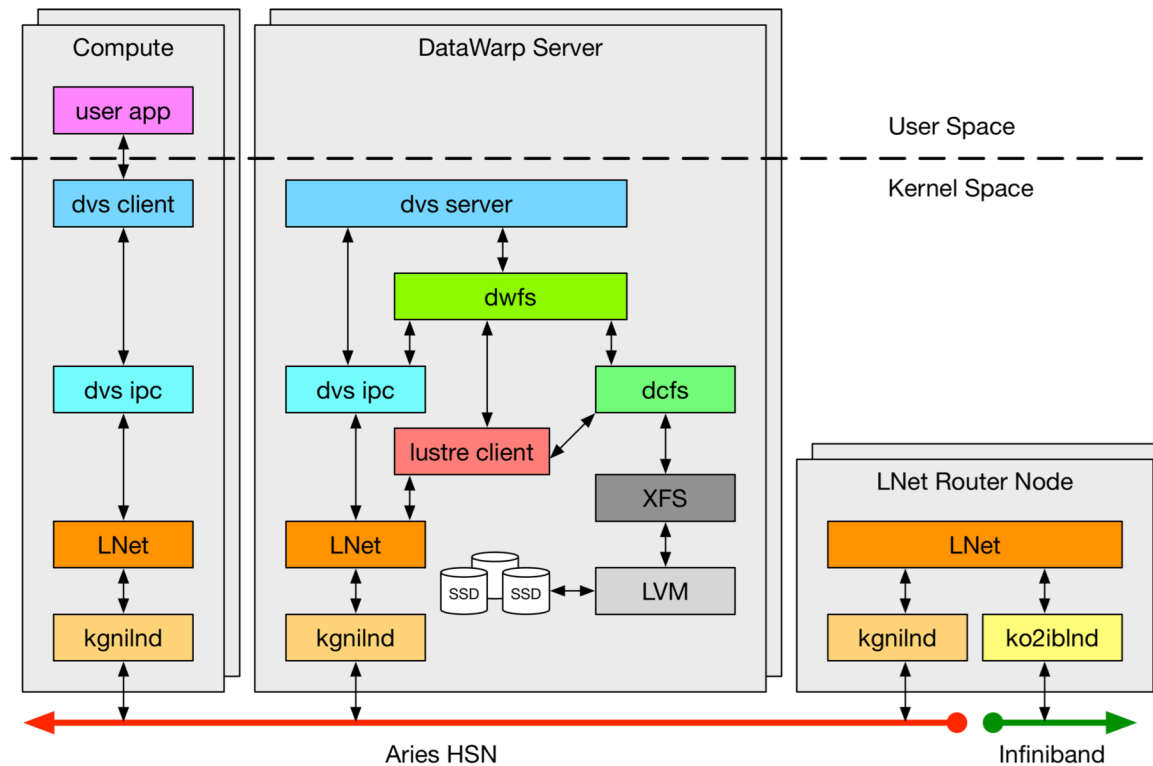 Compute
DataWarp Server
user app
User Space
Kernel Space
dvs client
dvs server
dwfs
dvs ipc
dvs ipc
dcfs
lustre client
XFS
LNet Router Node
LNet
LNet
LNet
SSD
SSD
LVM
kgnilnd
kgnilnd
kgnilnd
ko2iblnd
Aries HSN
Infiniband